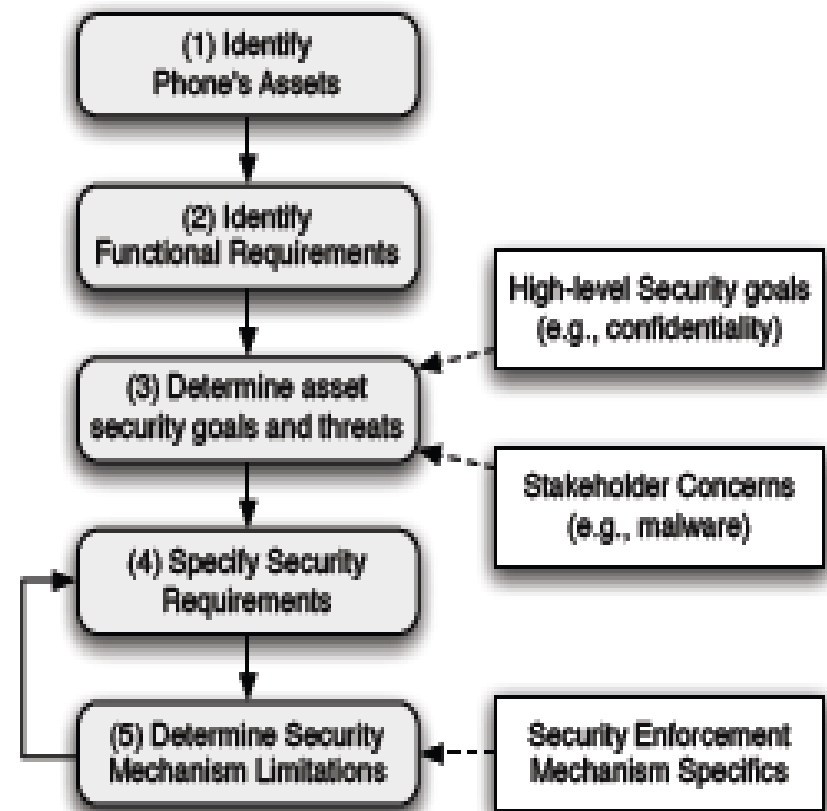 (1) Identify
Phone's Assets
(2) Identify
Functional Requirements
High-level Security goals
(e.g., confidentiality)
(3) Determine asset
security goals and threats
Stakeholder Concerns
(e.g., malware)
(4) Specify Security
Requirements
(5) Determine Security
Mechanism Limitations
Security Enforcement
Mechanism Specifics